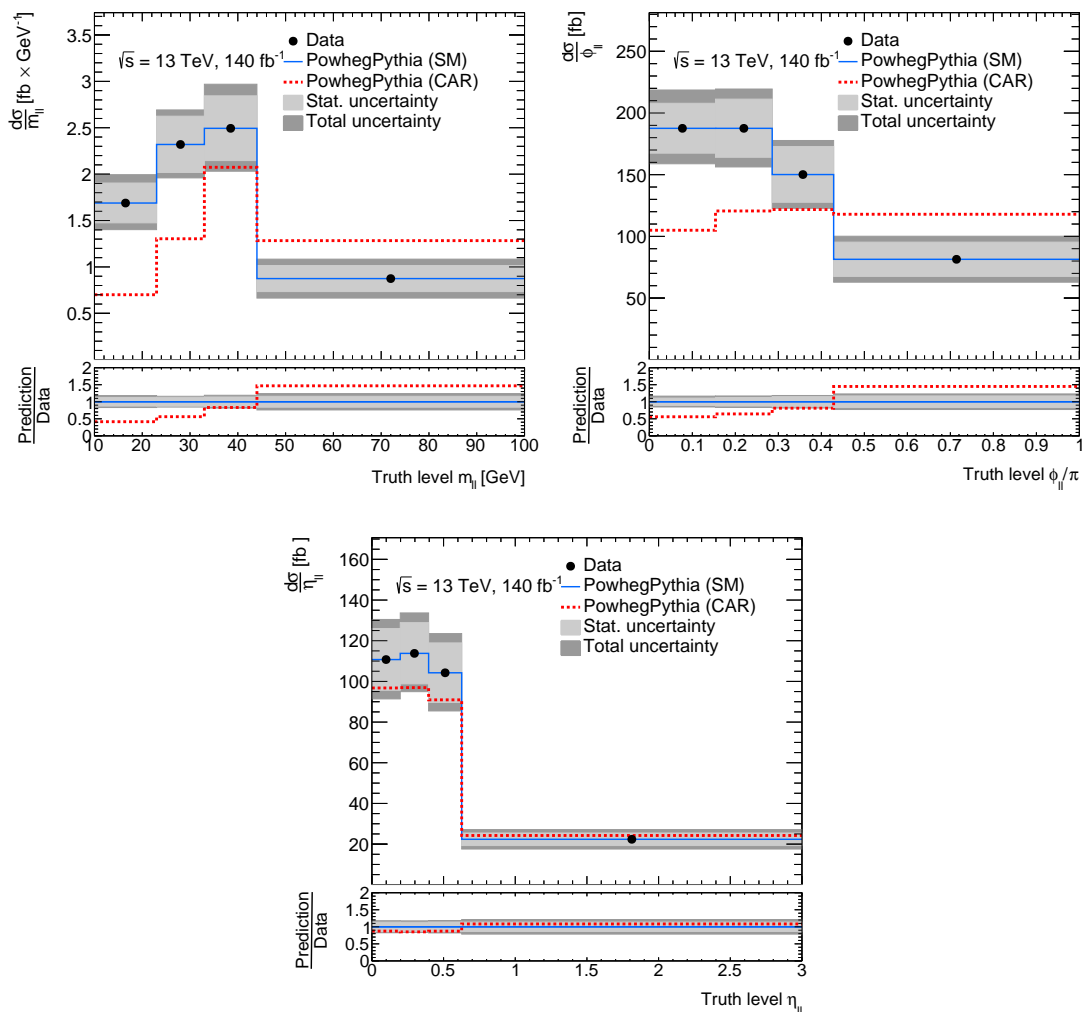 dσ/m_ll [fb × GeV⁻¹]
3.5
3
2.5
2
1.5
1
0.5
√s = 13 TeV, 140 fb⁻¹
Data
PowhegPythia (SM)
PowhegPythia (CAR)
Stat. uncertainty
Total uncertainty
Prediction/Data
2
1.5
1
0.5
0
10 20 30 40 50 60 70 80 90 100
Truth level m_ll [GeV]
dσ/ϕ_ll [fb]
250
200
150
100
50
√s = 13 TeV, 140 fb⁻¹
Data
PowhegPythia (SM)
PowhegPythia (CAR)
Stat. uncertainty
Total uncertainty
Prediction/Data
2
1.5
1
0.5
0
0 0.1 0.2 0.3 0.4 0.5 0.6 0.7 0.8 0.9 1
Truth level ϕ_ll/π
dσ/η_ll [fb]
160
140
120
100
80
60
40
20
√s = 13 TeV, 140 fb⁻¹
Data
PowhegPythia (SM)
PowhegPythia (CAR)
Stat. uncertainty
Total uncertainty
Prediction/Data
2
1.5
1
0.5
0
0 0.5 1 1.5 2 2.5 3
Truth level η_ll